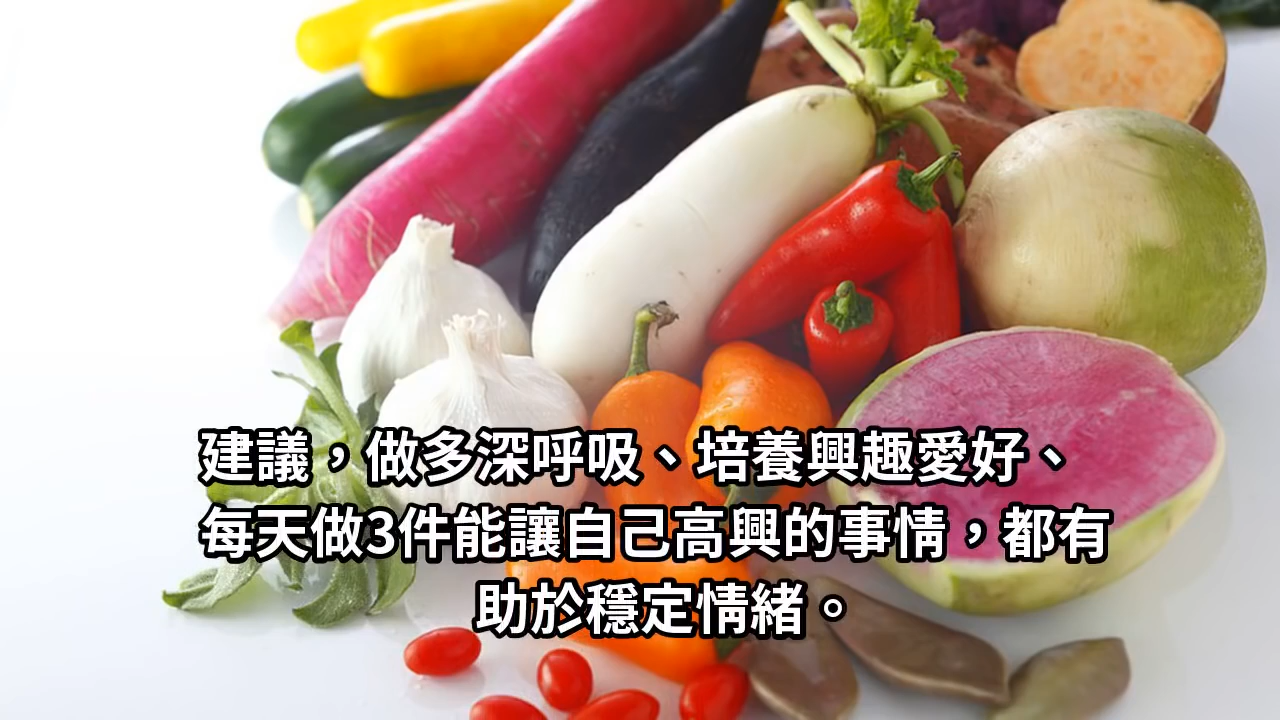 建議，做多深呼吸、培養興趣愛好、
每天做3件能讓自己高興的事情，都有
助於穩定情緒。